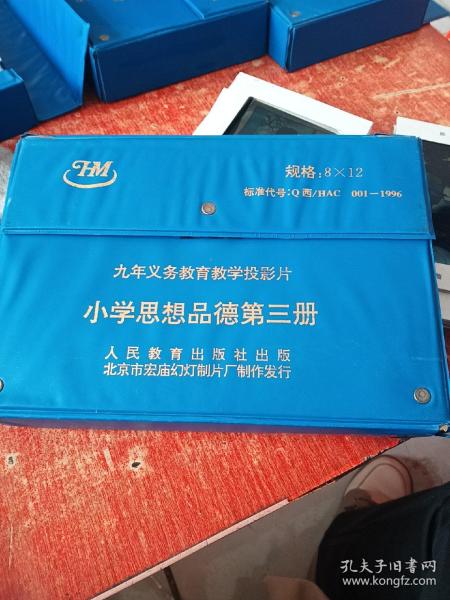 HM
规格:8×12
标准代号:Q西/HAC 001-1996
九年义务教育教学投影片
小学思想品德第三册
人民教育出版社出版
北京市宏庙幻灯制片厂制作发行
孔夫子旧书网
www.kongfz.com